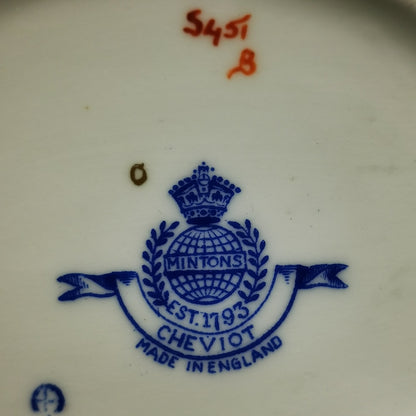 S451
B
O
MINTONS
EST. 1793
CHEVIOT
MADE IN ENGLAND